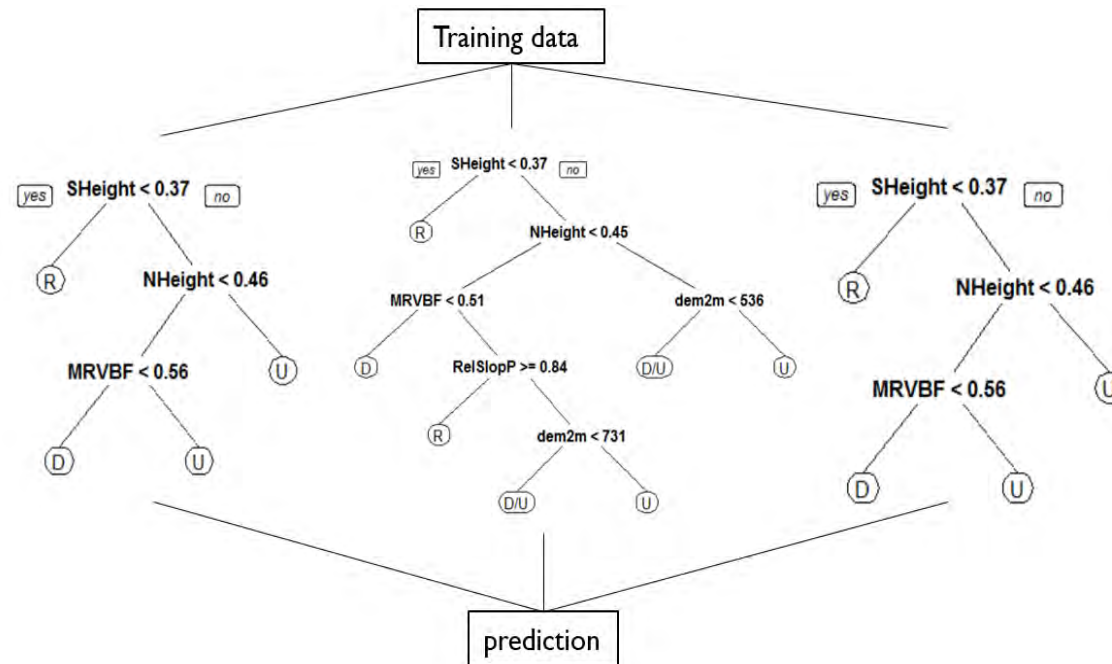 Training data
yes
SHeight < 0.37
no
R
NHeight < 0.46
MRVBF < 0.56
U
D
U
yes
SHeight < 0.37
no
R
NHeight < 0.45
MRVBF < 0.51
dem2m < 536
D
RelSlopP >= 0.84
D/U
U
R
dem2m < 731
D/U
U
yes
SHeight < 0.37
no
R
NHeight < 0.46
MRVBF < 0.56
U
D
U
prediction